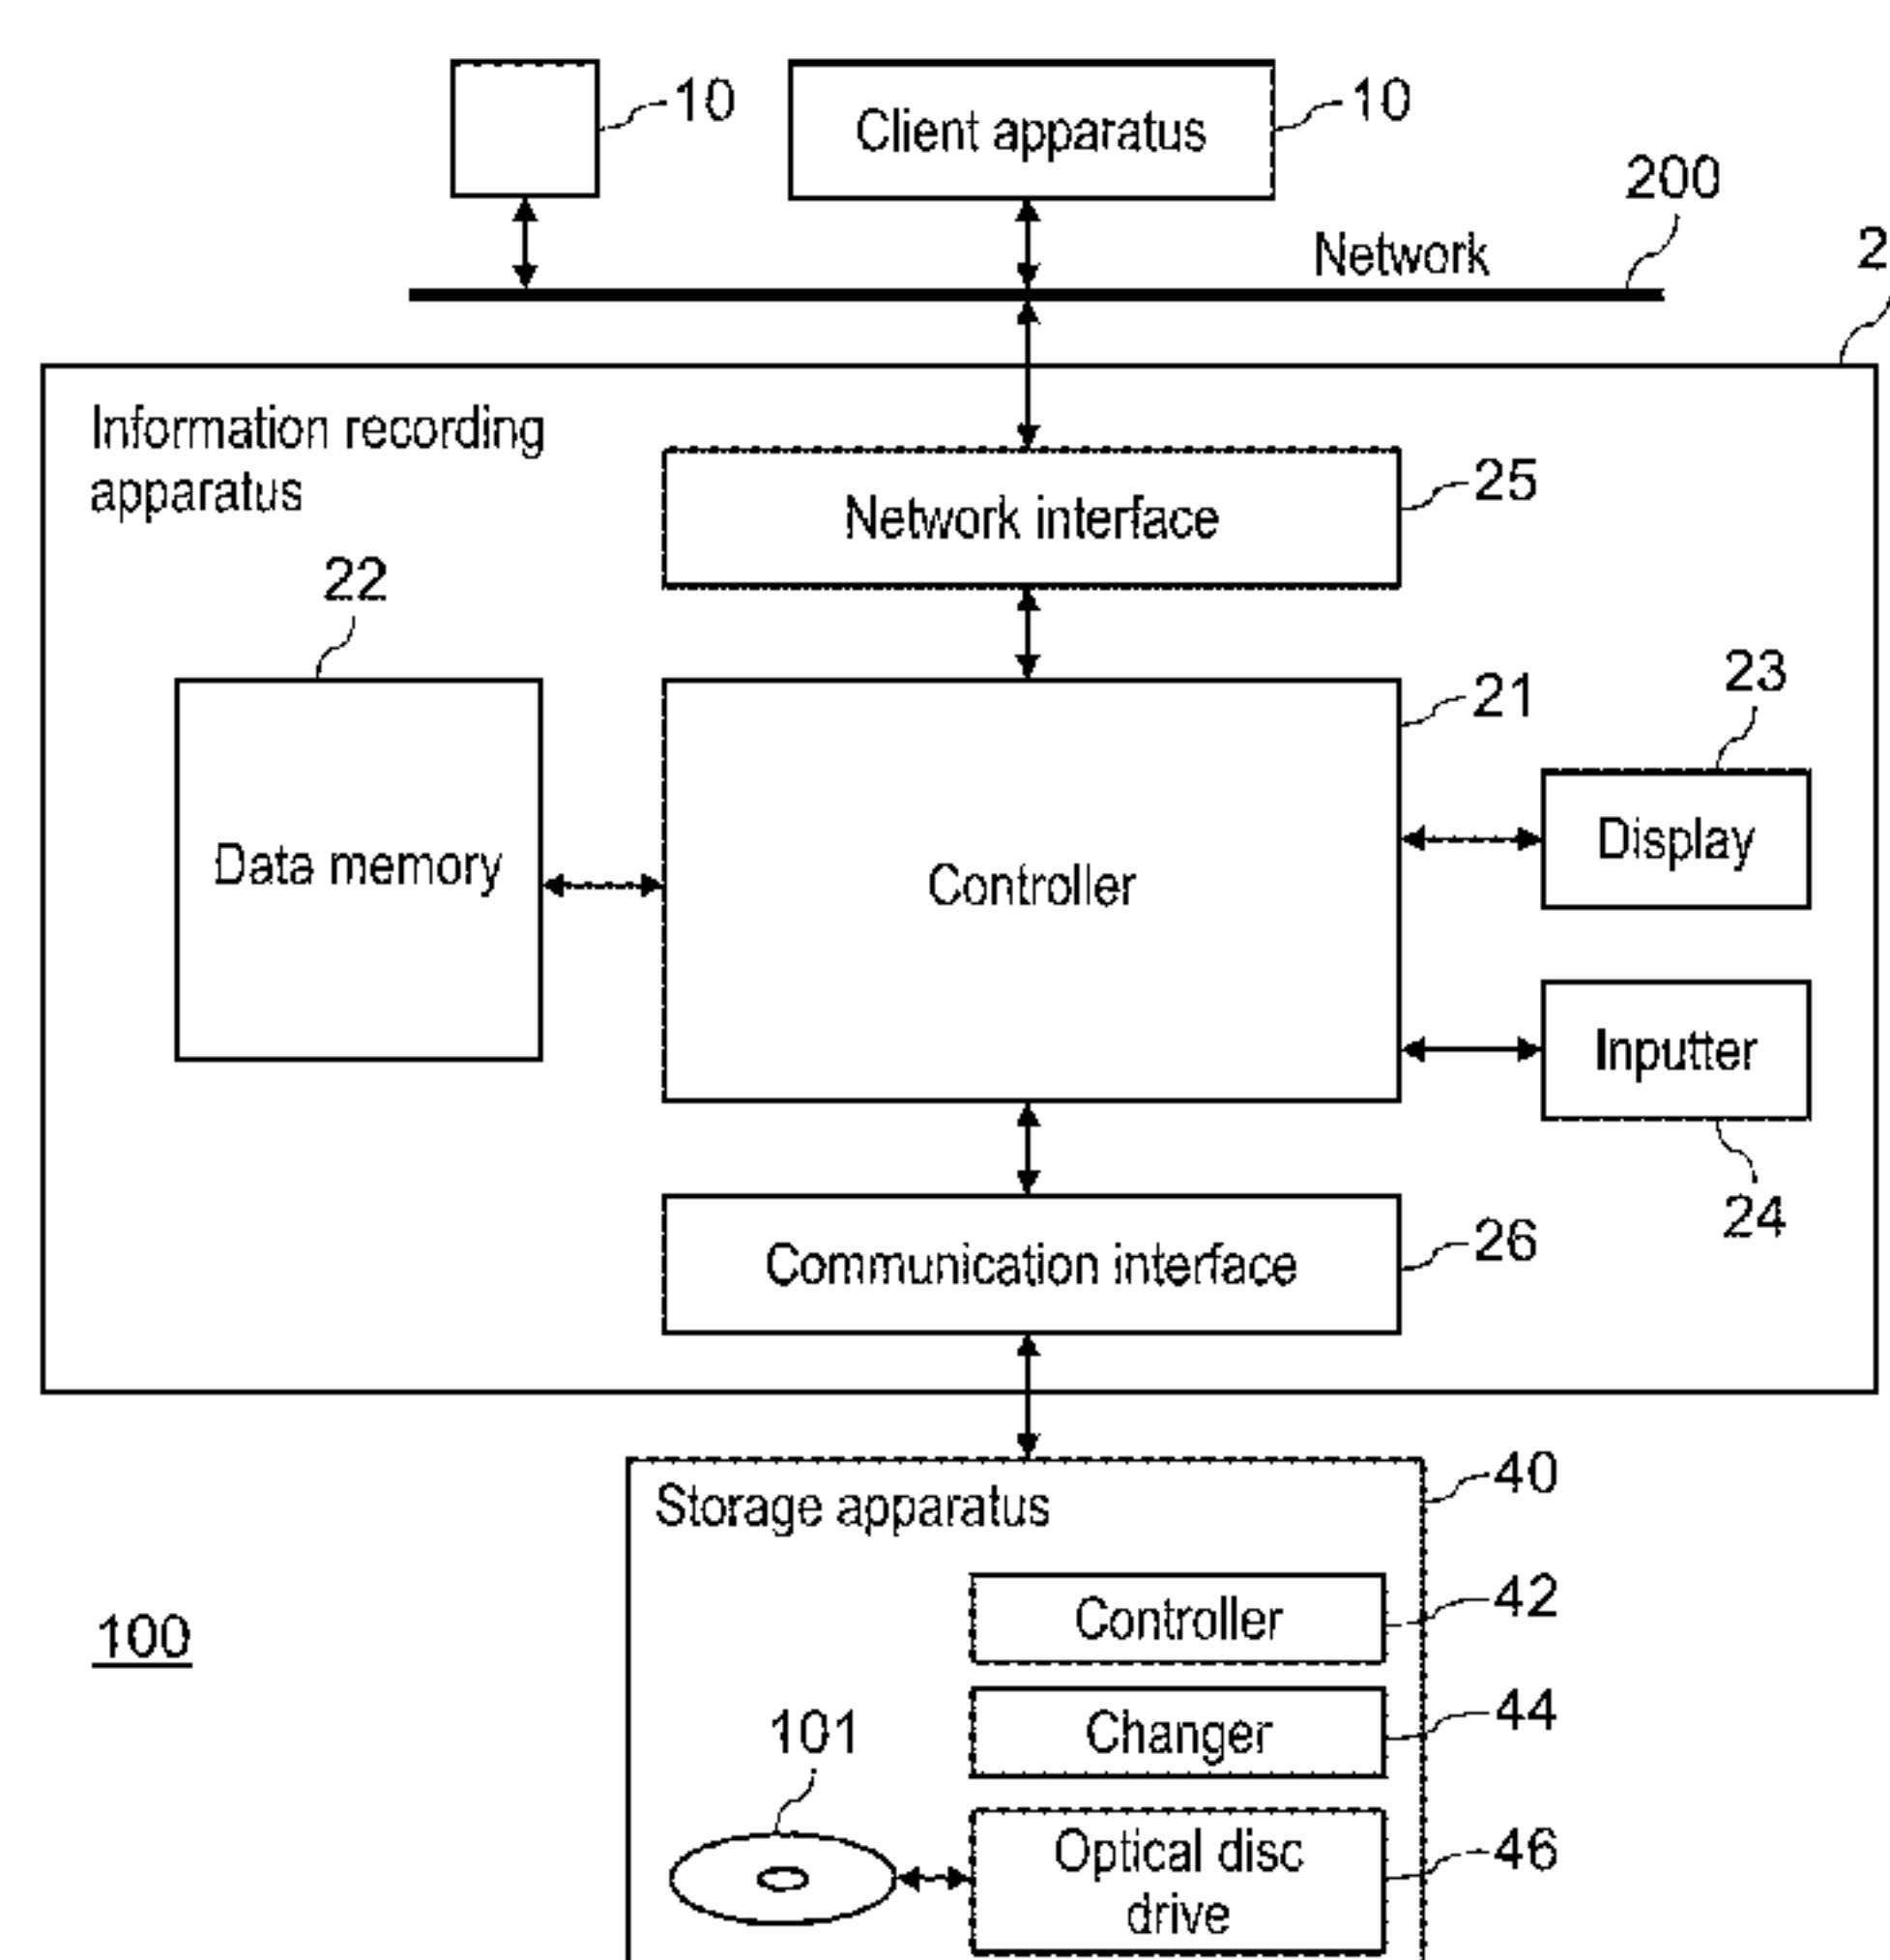 10
Client apparatus
10
200
Network
2
Information recording
apparatus
25
Network interface
22
21
23
Data memory
Controller
Display
Inputter
24
26
Communication interface
40
Storage apparatus
42
Controller
100
44
Changer
101
46
Optical disc
drive